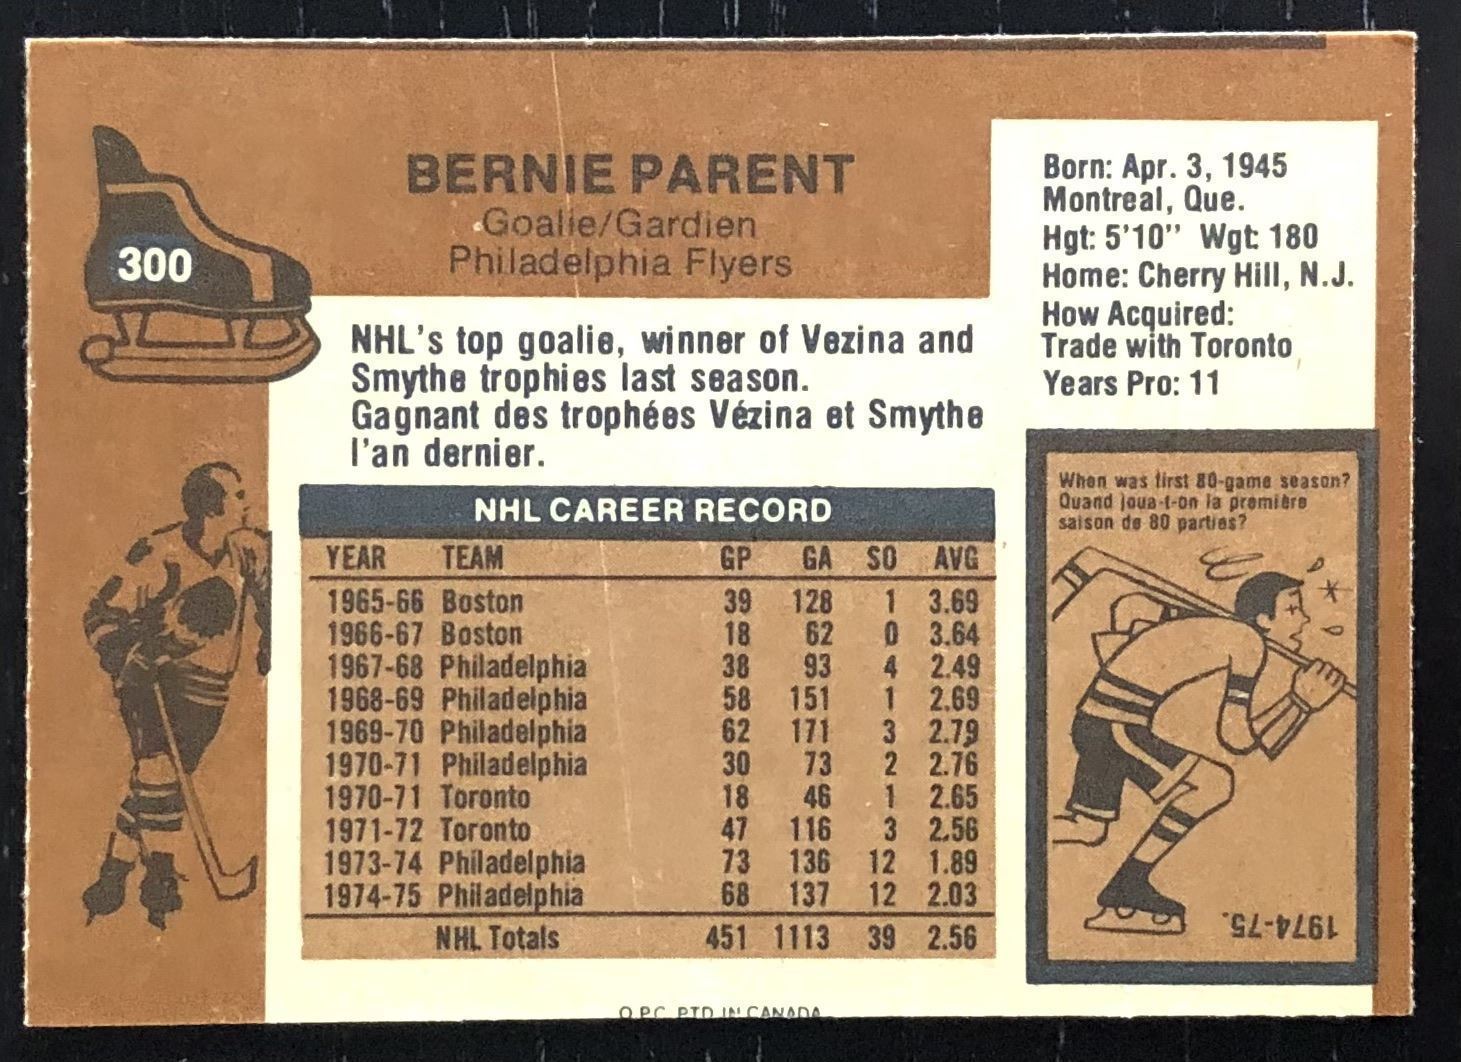 300
BERNIE PARENT
Goalie/Gardien
Philadelphia Flyers
Born: Apr. 3, 1945
Montreal, Que.
Hgt: 5'10" Wgt: 180
Home: Cherry Hill, N.J.
How Acquired:
Trade with Toronto
Years Pro: 11
NHL's top goalie, winner of Vezina and
Smythe trophies last season.
Gagnant des trophées Vézina et Smythe
l'an dernier.
NHL CAREER RECORD
YEAR TEAM GP GA SO AVG
1965-66 Boston 39 128 1 3.69
1966-67 Boston 18 62 0 3.64
1967-68 Philadelphia 38 93 4 2.49
1968-69 Philadelphia 58 151 1 2.69
1969-70 Philadelphia 62 171 3 2.79
1970-71 Philadelphia 30 73 2 2.76
1970-71 Toronto 18 46 1 2.65
1971-72 Toronto 47 116 3 2.56
1973-74 Philadelphia 73 136 12 1.89
1974-75 Philadelphia 68 137 12 2.03
NHL Totals 451 1113 39 2.56
When was first 80-game season?
Quand joua-t-on la première
saison de 80 parties?
1974-75.
O.P.C. PTD. IN CANADA